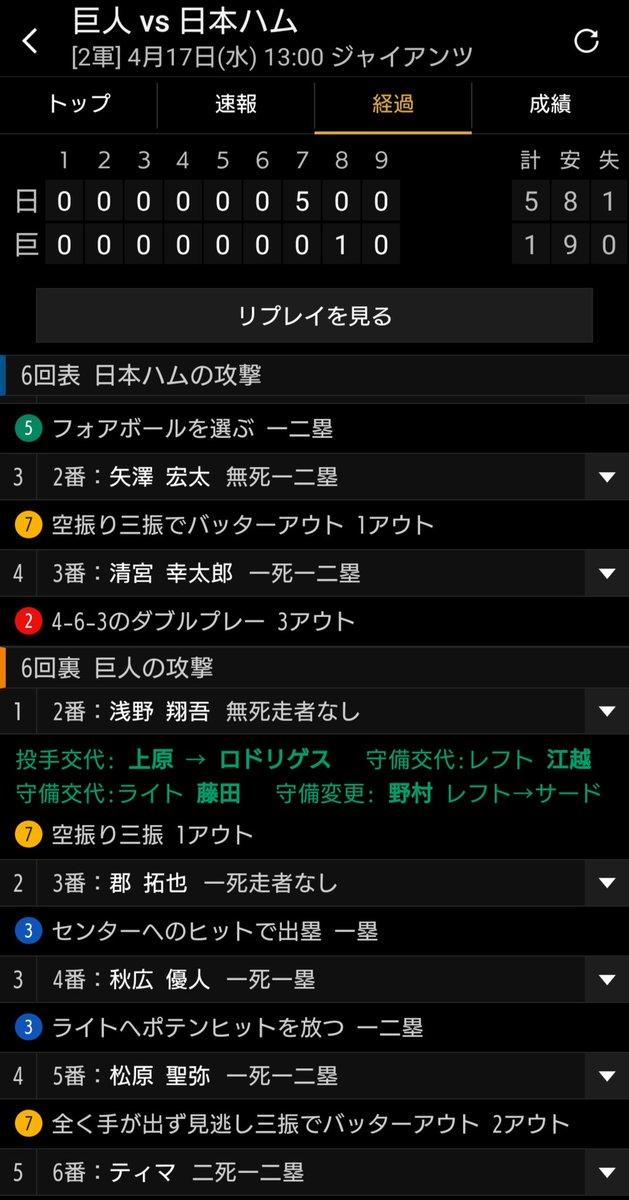 巨人 vs 日本ハム
[2軍] 4月17日(水) 13:00 ジャイアンツ
トップ 速報 経過 成績
1 2 3 4 5 6 7 8 9 計 安 失
日 0 0 0 0 0 0 5 0 0 5 8 1
巨 0 0 0 0 0 0 0 1 0 1 9 0
リプレイを見る
6回表 日本ハムの攻撃
5 フォアボールを選ぶ 一二塁
3 2番：矢澤 宏太 無死一二塁
7 空振り三振でバッターアウト 1アウト
4 3番：清宮 幸太郎 一死一二塁
2 4-6-3のダブルプレー 3アウト
6回裏 巨人の攻撃
1 2番：浅野 翔吾 無死走者なし
投手交代: 上原 → ロドリゲス 守備交代:レフト 江越
守備交代:ライト 藤田 守備変更: 野村 レフト→サード
7 空振り三振 1アウト
2 3番：郡 拓也 一死走者なし
3 センターへのヒットで出塁 一塁
3 4番：秋広 優人 一死一塁
3 ライトへポテンヒットを放つ 一二塁
4 5番：松原 聖弥 一死一二塁
7 全く手が出ず見逃し三振でバッターアウト 2アウト
5 6番：ティマ 二死一二塁